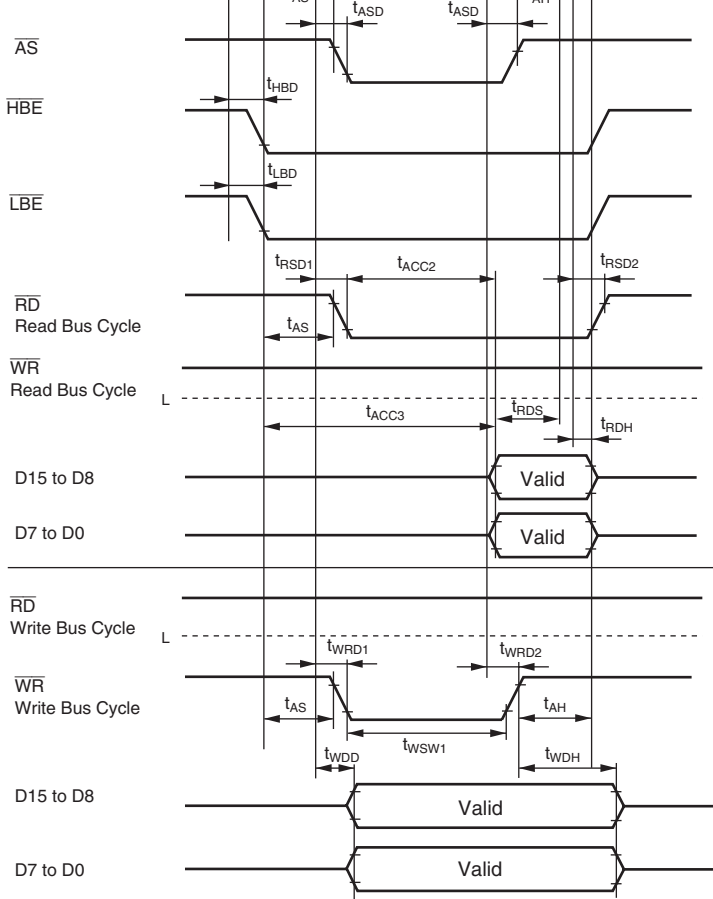 tAS tASD tASD tAH
AS
tHBD
HBE
tLBD
LBE
tRSD1 tACC2 tRSD2
RD
Read Bus Cycle
tAS
WR
Read Bus Cycle
L
tACC3 tRDS
tRDH
D15 to D8 Valid
D7 to D0 Valid
RD
Write Bus Cycle
L
tWRD1 tWRD2
WR
Write Bus Cycle
tAS tAH
tWSW1
tWDD tWDH
D15 to D8 Valid
D7 to D0 Valid